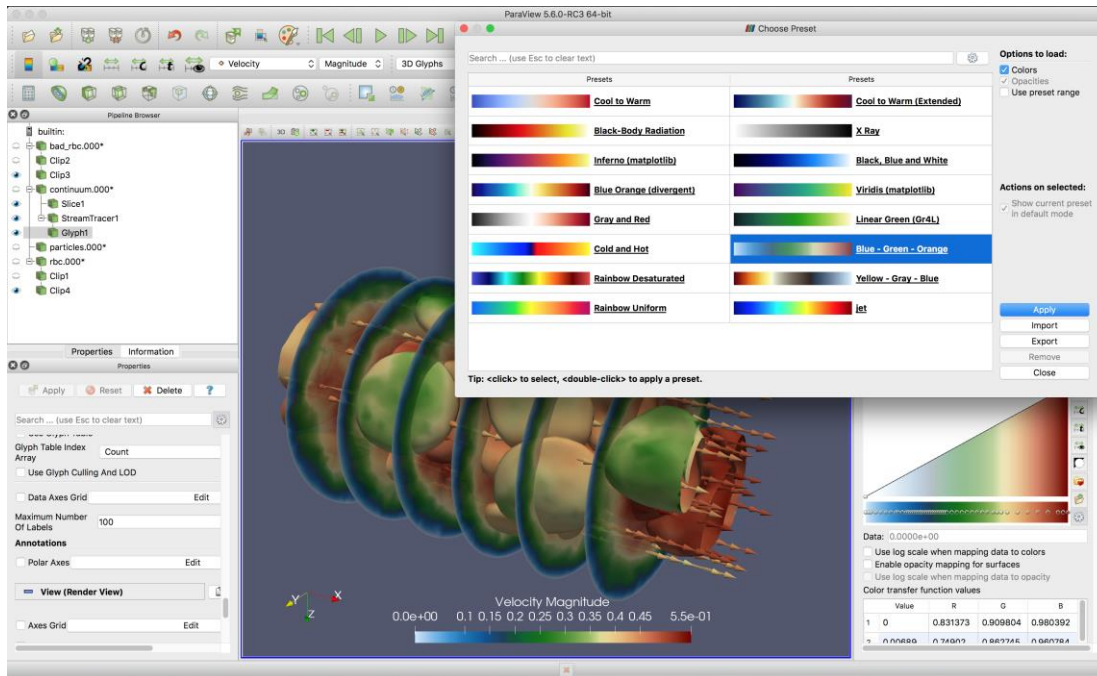 ParaView 5.6.0-RC3 64-bit
Velocity
Magnitude
3D Glyphs
Pipeline Browser
builtin:
bad_rbc.000*
Clip2
Clip3
continuum.000*
Slice1
StreamTracer1
Glyph1
particles.000*
rbc.000*
Clip1
Clip4
Properties Information
Properties
Apply Reset Delete ?
Search ... (use Esc to clear text)
Glyph Table Index
Array
Count
Use Glyph Culling And LOD
Data Axes Grid Edit
Maximum Number
Of Labels
100
Annotations
Polar Axes Edit
View (Render View)
Axes Grid Edit
3D
Y X
Z
Velocity Magnitude
0.0e+00 0.1 0.15 0.2 0.25 0.3 0.35 0.4 0.45 5.5e-01
Choose Preset
Search ... (use Esc to clear text)
Presets Presets
Cool to Warm Cool to Warm (Extended)
Black-Body Radiation X Ray
Inferno (matplotlib) Black, Blue and White
Blue Orange (divergent) Viridis (matplotlib)
Gray and Red Linear Green (Gr4L)
Cold and Hot Blue - Green - Orange
Rainbow Desaturated Yellow - Gray - Blue
Rainbow Uniform jet
Tip: <click> to select, <double-click> to apply a preset.
Options to load:
Colors
Opacities
Use preset range
Actions on selected:
Show current preset
in default mode
Apply
Import
Export
Remove
Close
Data: 0.0000e+00
Use log scale when mapping data to colors
Enable opacity mapping for surfaces
Use log scale when mapping data to opacity
Color transfer function values
Value R G B
1 0 0.831373 0.909804 0.980392
2 0.00689 0.74902 0.862745 0.960784